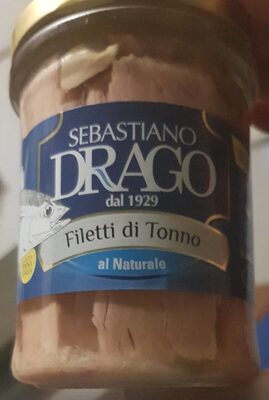 SEBASTIANO
DRAGO
dal 1929
Filetti di Tonno
al Naturale